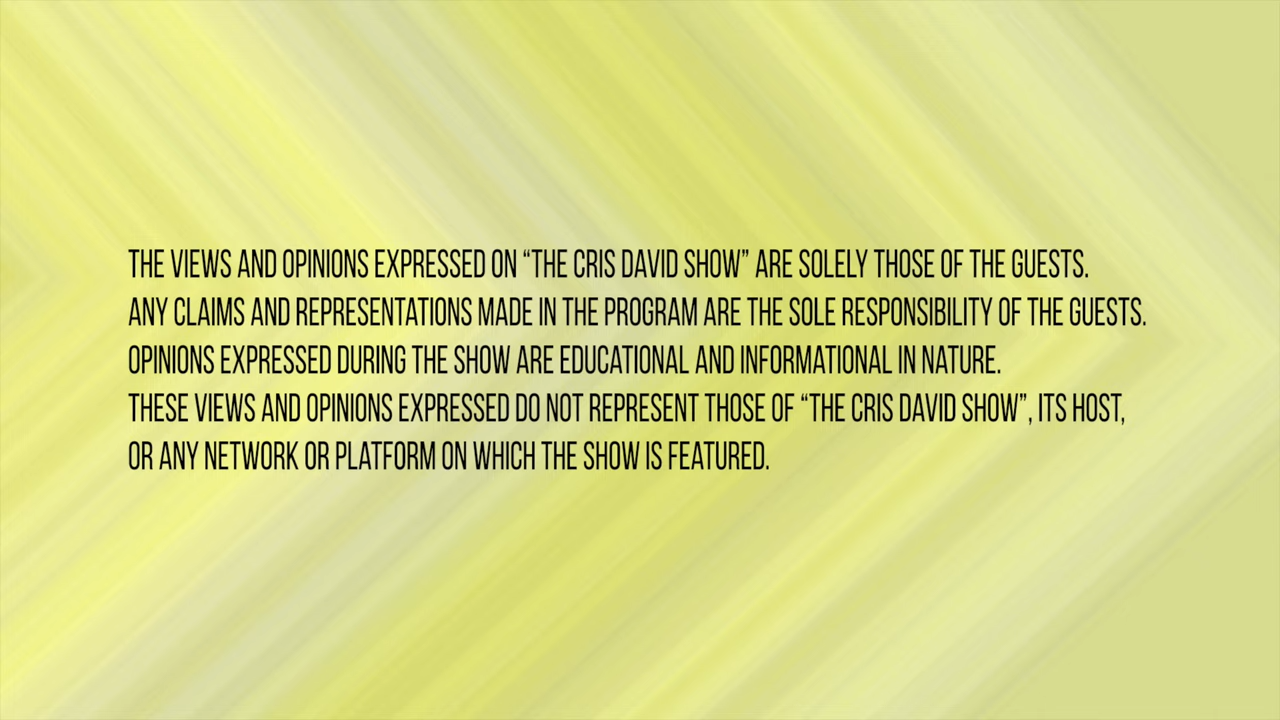 THE VIEWS AND OPINIONS EXPRESSED ON “THE CRIS DAVID SHOW” ARE SOLELY THOSE OF THE GUESTS.
ANY CLAIMS AND REPRESENTATIONS MADE IN THE PROGRAM ARE THE SOLE RESPONSIBILITY OF THE GUESTS.
OPINIONS EXPRESSED DURING THE SHOW ARE EDUCATIONAL AND INFORMATIONAL IN NATURE.
THESE VIEWS AND OPINIONS EXPRESSED DO NOT REPRESENT THOSE OF “THE CRIS DAVID SHOW”, ITS HOST,
OR ANY NETWORK OR PLATFORM ON WHICH THE SHOW IS FEATURED.